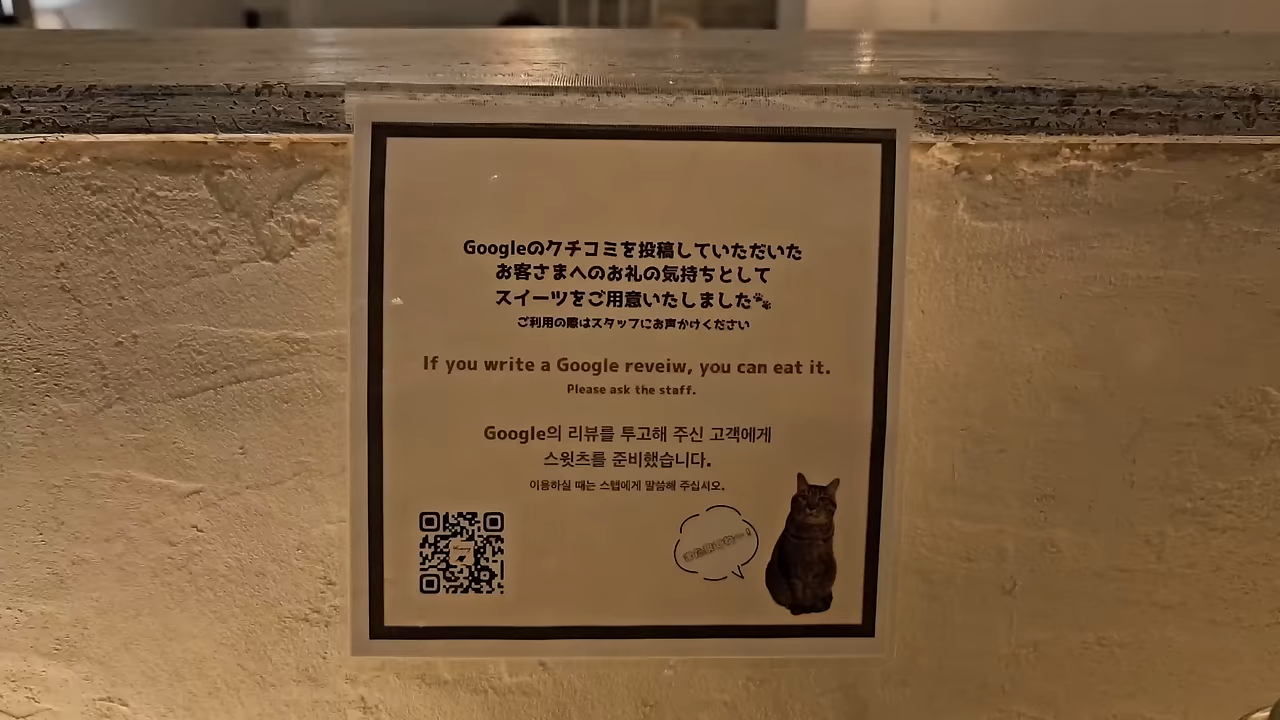 Googleのクチコミを投稿していただいた
お客さまへのお礼の気持ちとして
スイーツをご用意いたしました
ご利用の際はスタッフにお声かけください
If you write a Google reveiw, you can eat it.
Please ask the staff.
Google의 리뷰를 투고해 주신 고객에게
스윗츠를 준비했습니다.
이용하실 때는 스탭에게 말씀해 주십시오.